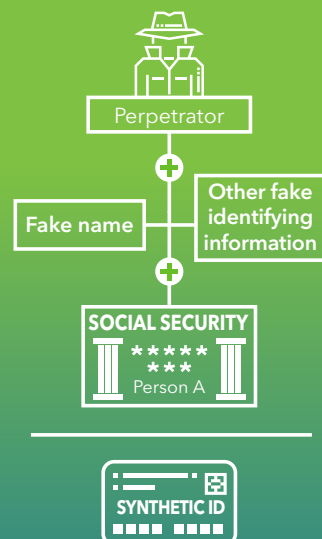 Perpetrator
Fake name
Other fake
identifying
information
SOCIAL SECURITY
*****
***
Person A
SYNTHETIC ID